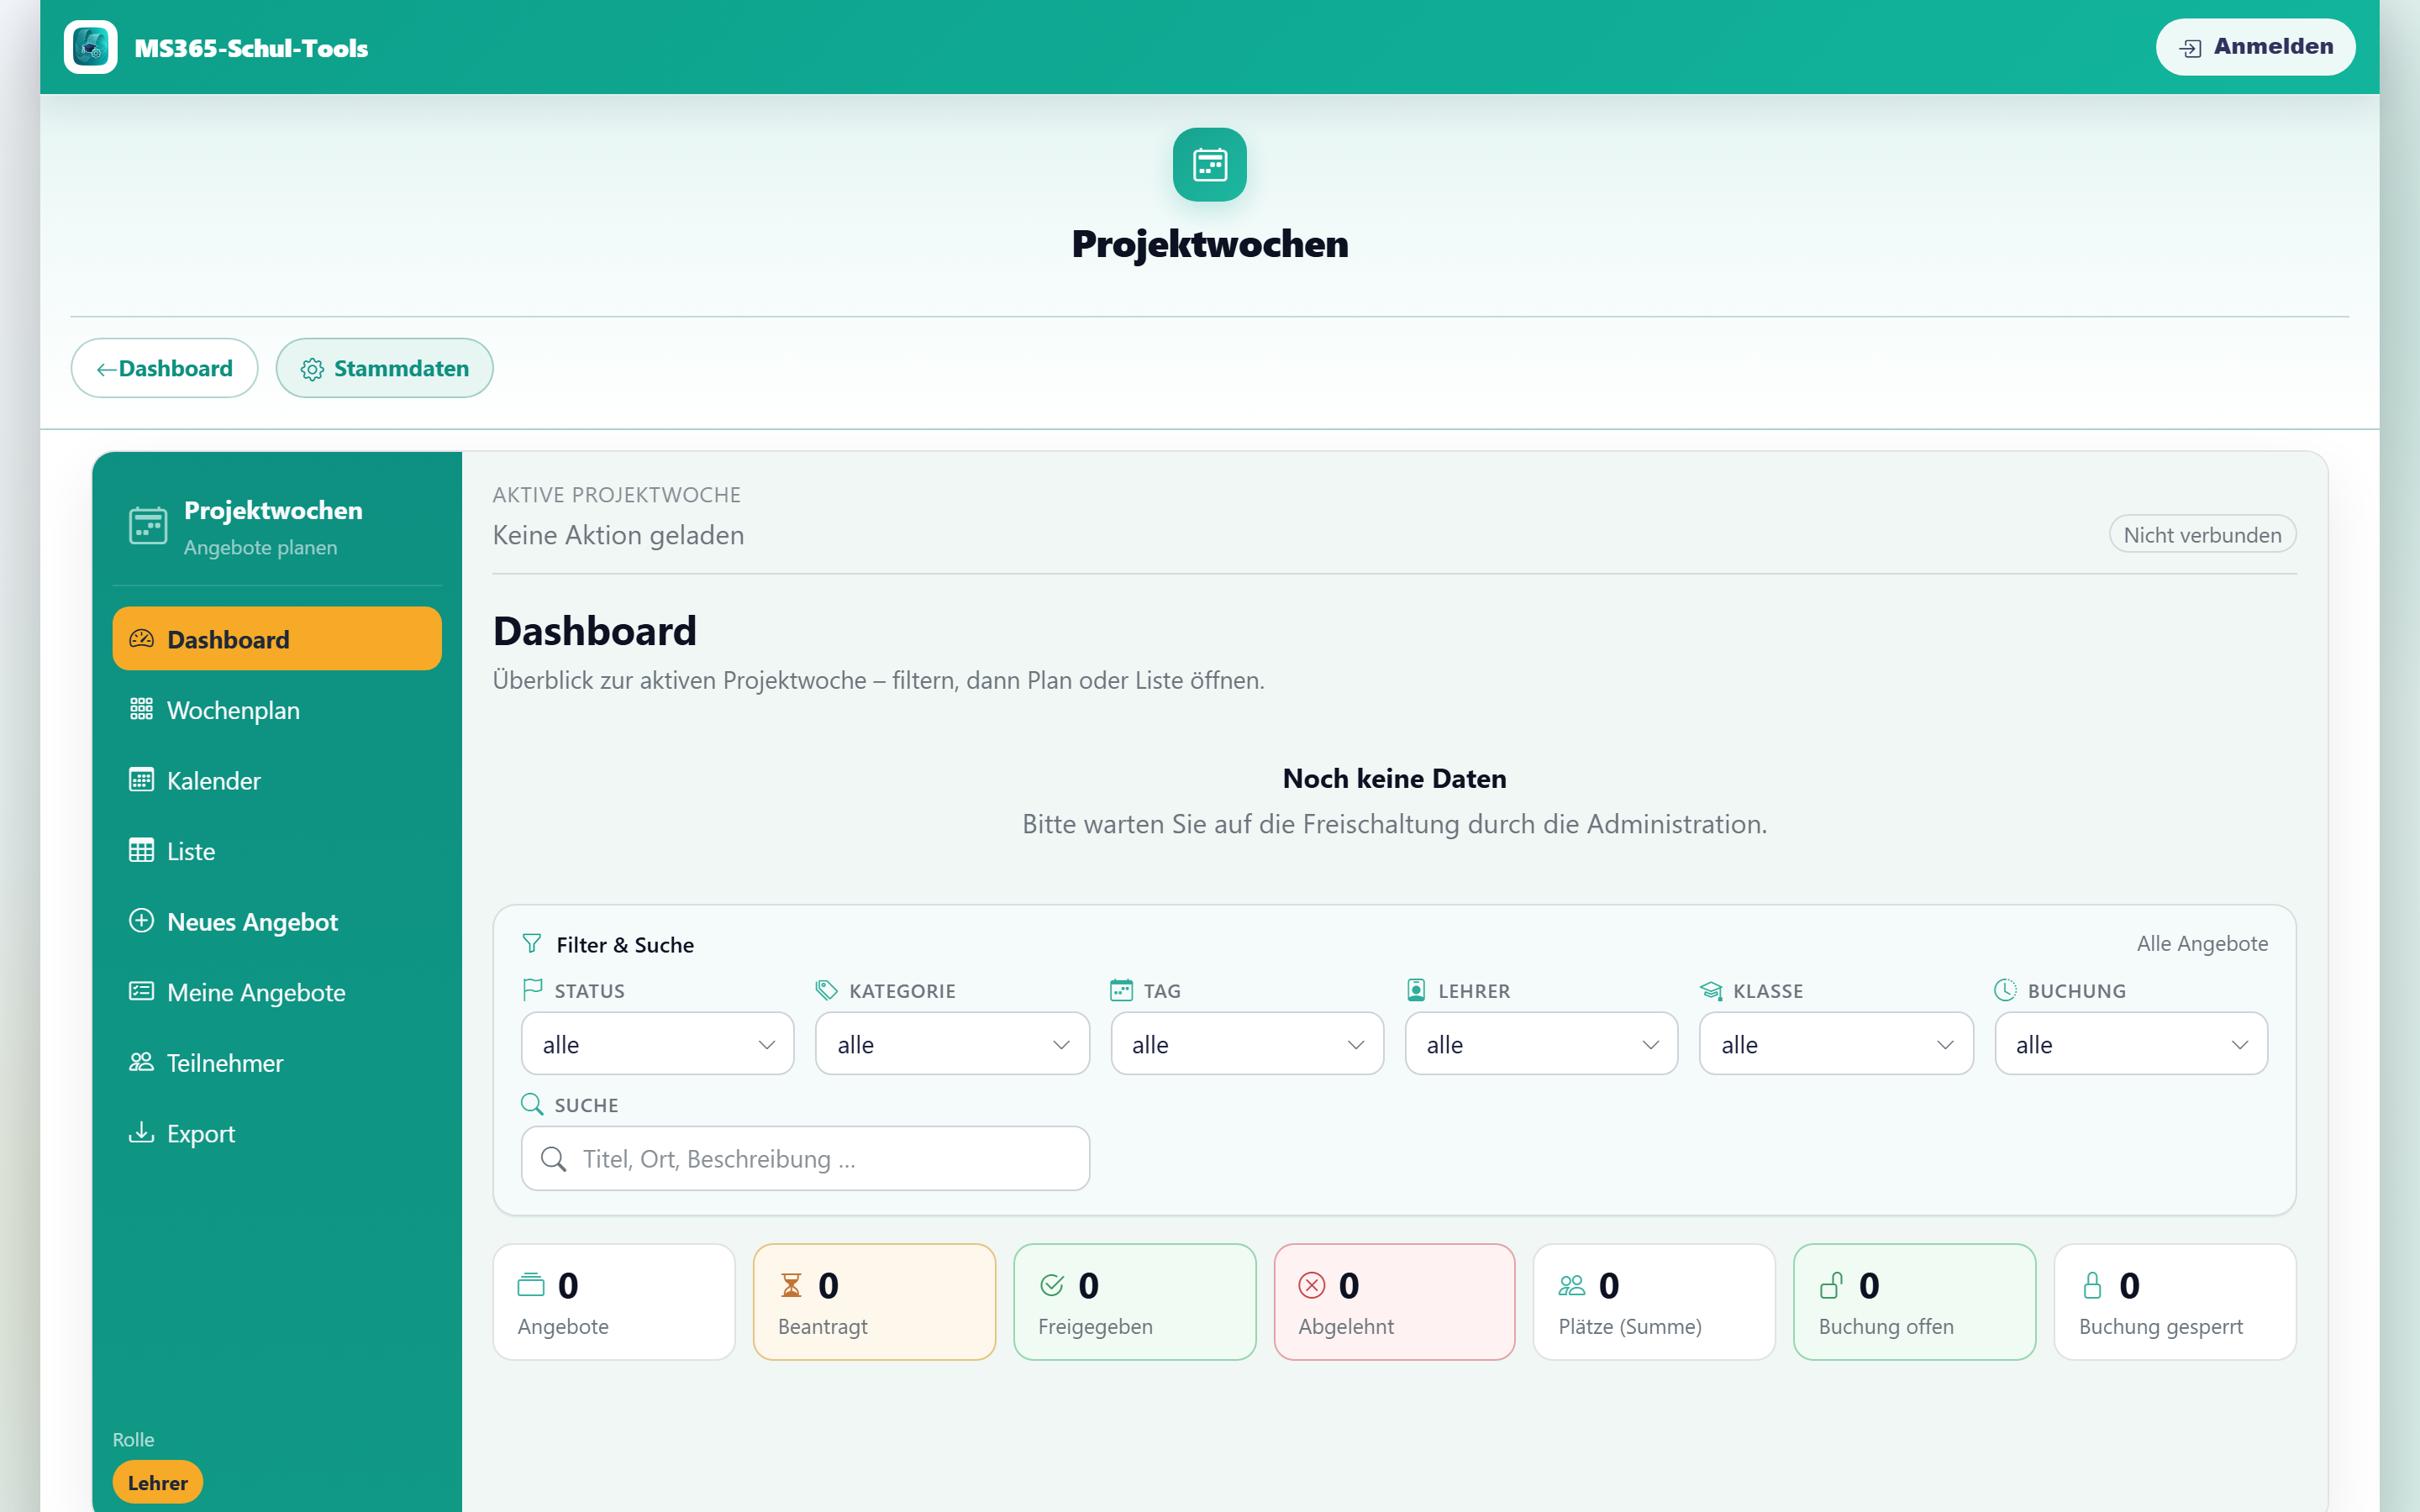 MS365-Schul-Tools
Anmelden
Projektwochen
←Dashboard
Stammdaten
Projektwochen
Angebote planen
Dashboard
Wochenplan
Kalender
Liste
Neues Angebot
Meine Angebote
Teilnehmer
Export
Rolle
Lehrer
AKTIVE PROJEKTWOCHE
Keine Aktion geladen
Nicht verbunden
Dashboard
Überblick zur aktiven Projektwoche – filtern, dann Plan oder Liste öffnen.
Noch keine Daten
Bitte warten Sie auf die Freischaltung durch die Administration.
Filter & Suche
Alle Angebote
STATUS KATEGORIE TAG LEHRER KLASSE BUCHUNG
alle alle alle alle alle alle
SUCHE
Titel, Ort, Beschreibung ...
0 0 0 0 0 0 0
Angebote Beantragt Freigegeben Abgelehnt Plätze (Summe) Buchung offen Buchung gesperrt